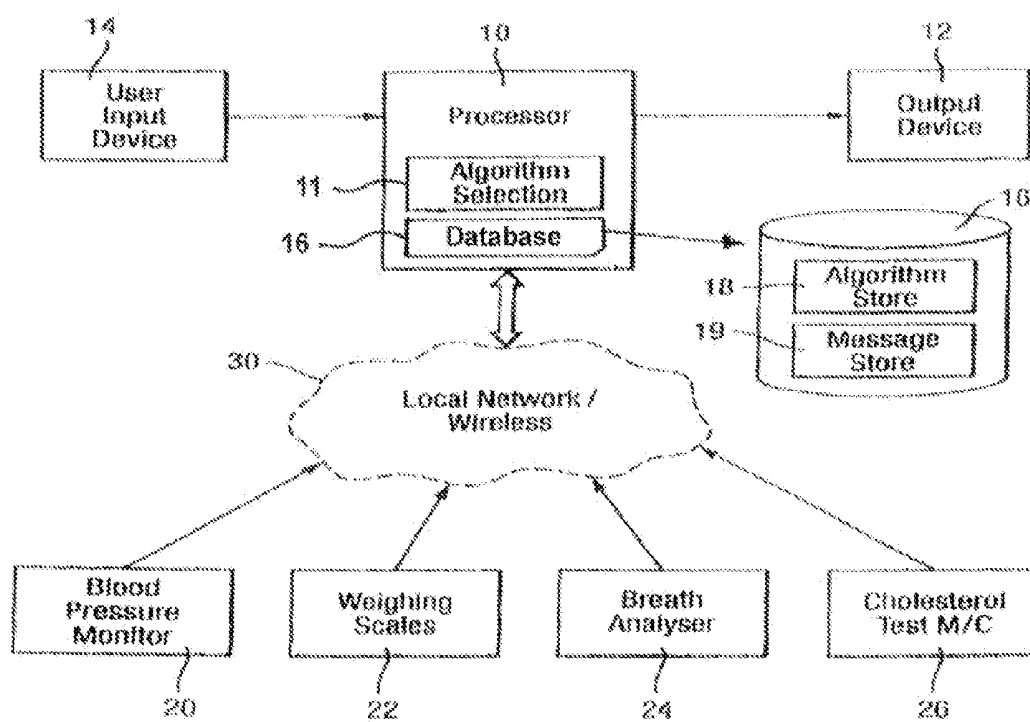 14
10
12
User
Input
Device
Processor
Output
Device
11
Algorithm
Selection
16
Database
16
18
Algorithm
Store
19
Message
Store
30
Local Network /
Wireless
Blood
Pressure
Monitor
Weighing
Scales
Breath
Analyser
Cholesterol
Test M/C
20
22
24
26